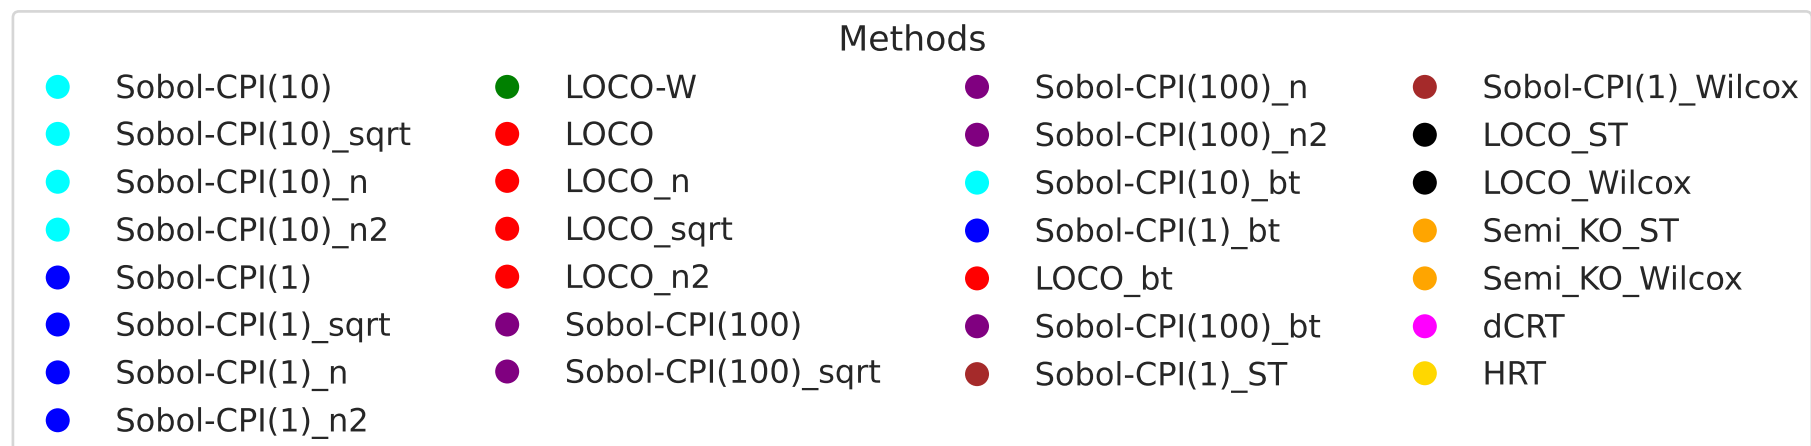 Methods
Sobol-CPI(10)
Sobol-CPI(10)_sqrt
Sobol-CPI(10)_n
Sobol-CPI(10)_n2
Sobol-CPI(1)
Sobol-CPI(1)_sqrt
Sobol-CPI(1)_n
Sobol-CPI(1)_n2
LOCO-W
LOCO
LOCO_n
LOCO_sqrt
LOCO_n2
Sobol-CPI(100)
Sobol-CPI(100)_sqrt
Sobol-CPI(100)_n
Sobol-CPI(100)_n2
Sobol-CPI(10)_bt
Sobol-CPI(1)_bt
LOCO_bt
Sobol-CPI(100)_bt
Sobol-CPI(1)_ST
Sobol-CPI(1)_Wilcox
LOCO_ST
LOCO_Wilcox
Semi_KO_ST
Semi_KO_Wilcox
dCRT
HRT